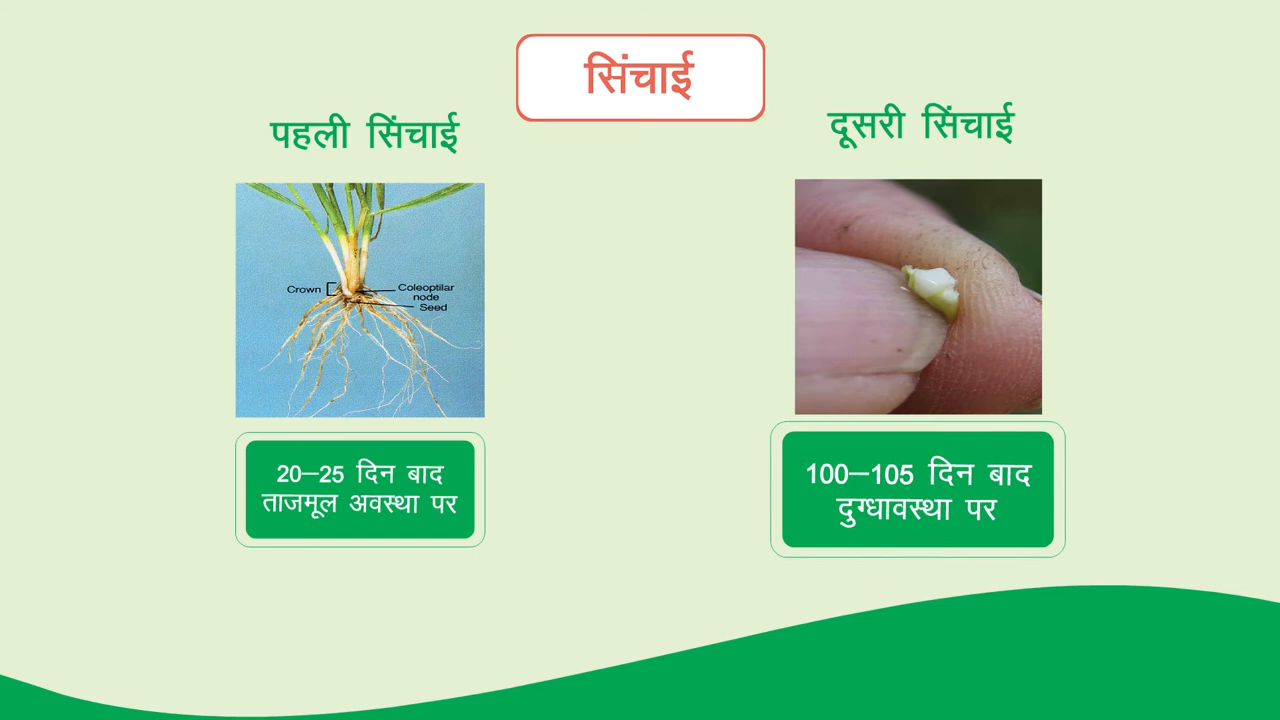 सिंचाई
पहली सिंचाई
Crown
Coleoptilar
node
Seed
20–25 दिन बाद
ताजमूल अवस्था पर
दूसरी सिंचाई
100–105 दिन बाद
दुग्धावस्था पर